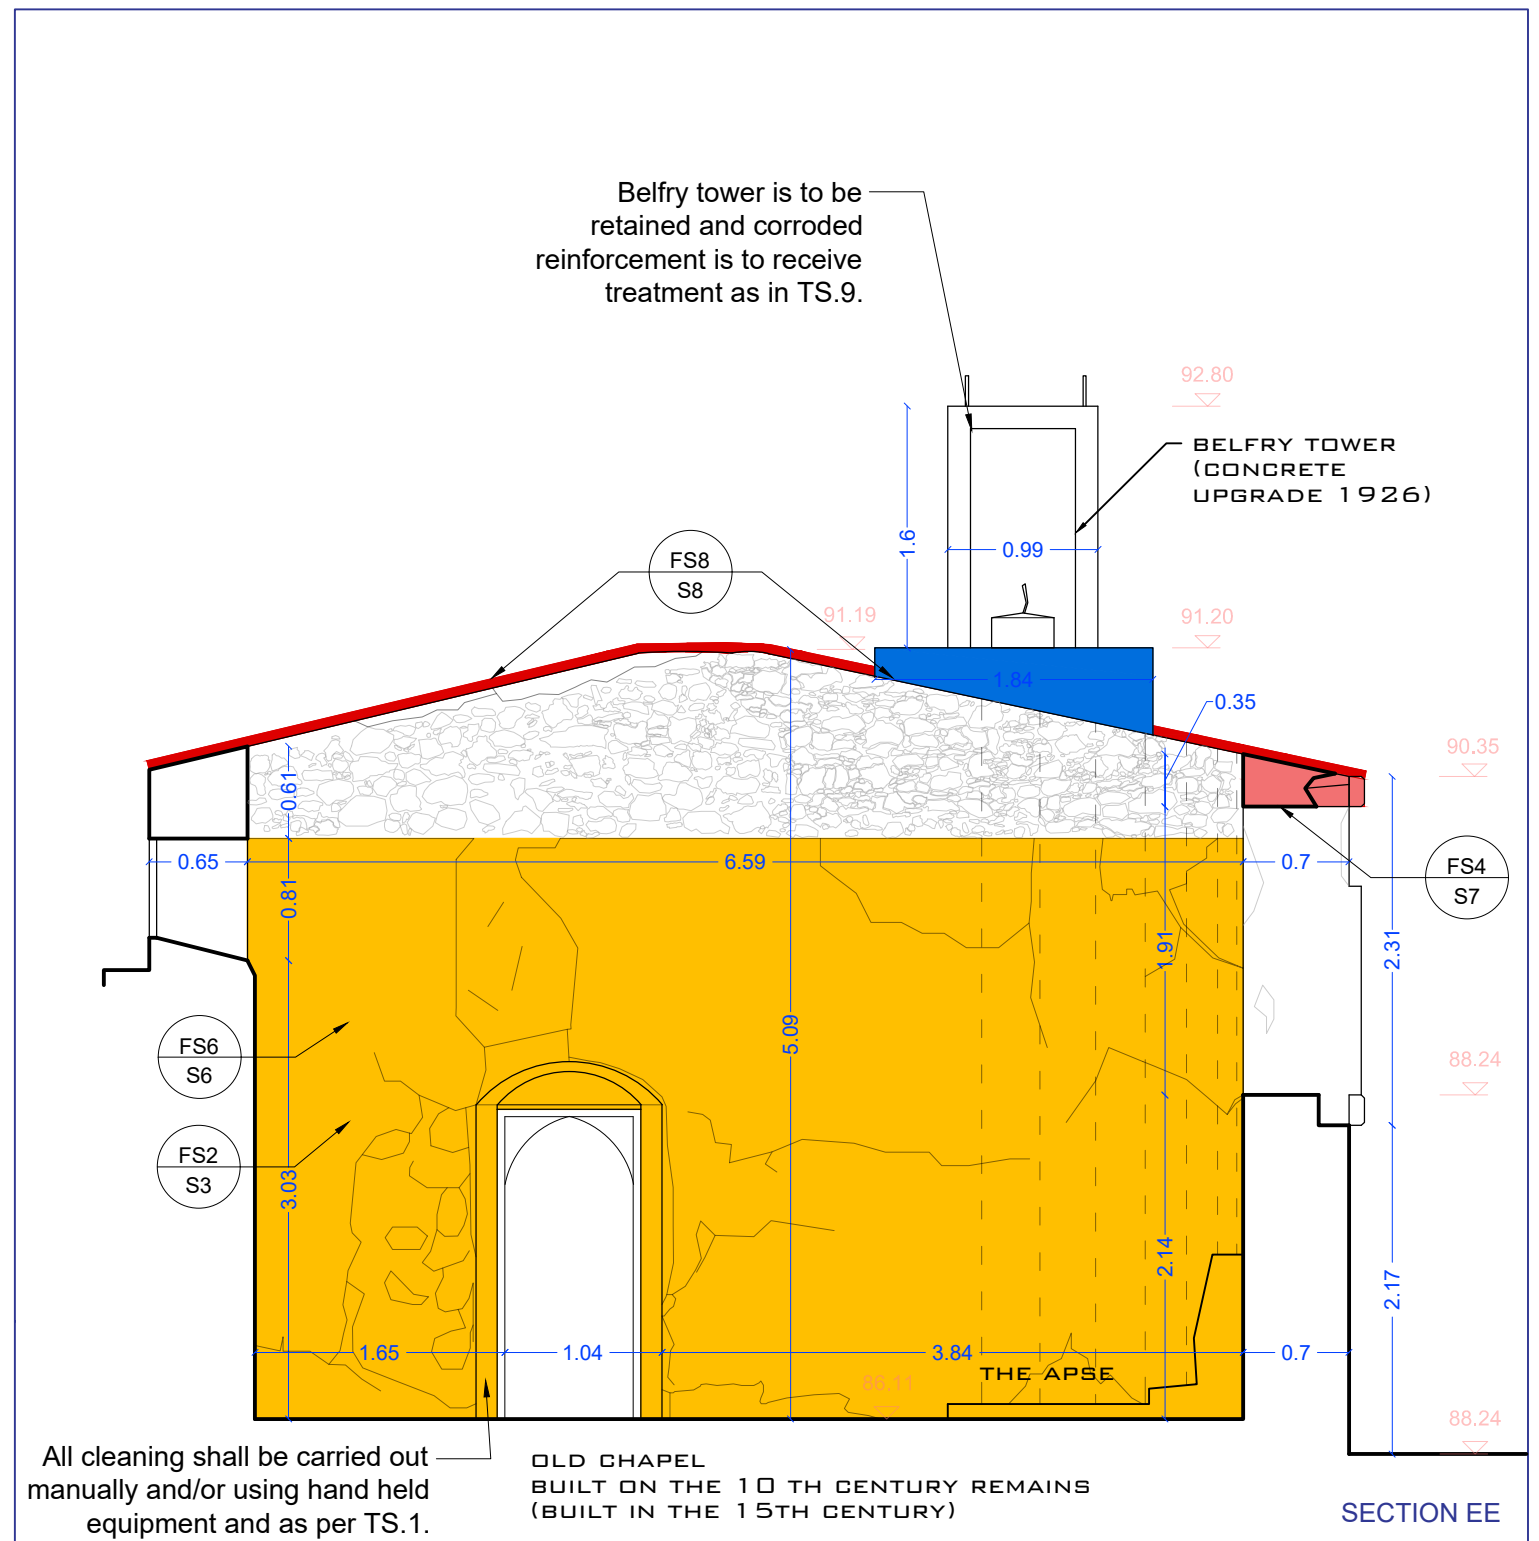 Belfry tower is to be
retained and corroded
reinforcement is to receive
treatment as in TS.9.
92.80
BELFRY TOWER
(CONCRETE
UPGRADE 1926)
1.6
0.99
FS8
S8
91.19
91.20
1.84
0.35
90.35
0.61
0.65
6.59
0.7
FS4
S7
0.81
1.91
2.31
5.09
FS6
S6
88.24
FS2
S3
3.03
2.14
2.17
1.65
1.04
3.84
0.7
THE APSE
86.11
88.24
All cleaning shall be carried out
manually and/or using hand held
equipment and as per TS.1.
OLD CHAPEL
BUILT ON THE 10 TH CENTURY REMAINS
(BUILT IN THE 15TH CENTURY)
SECTION EE